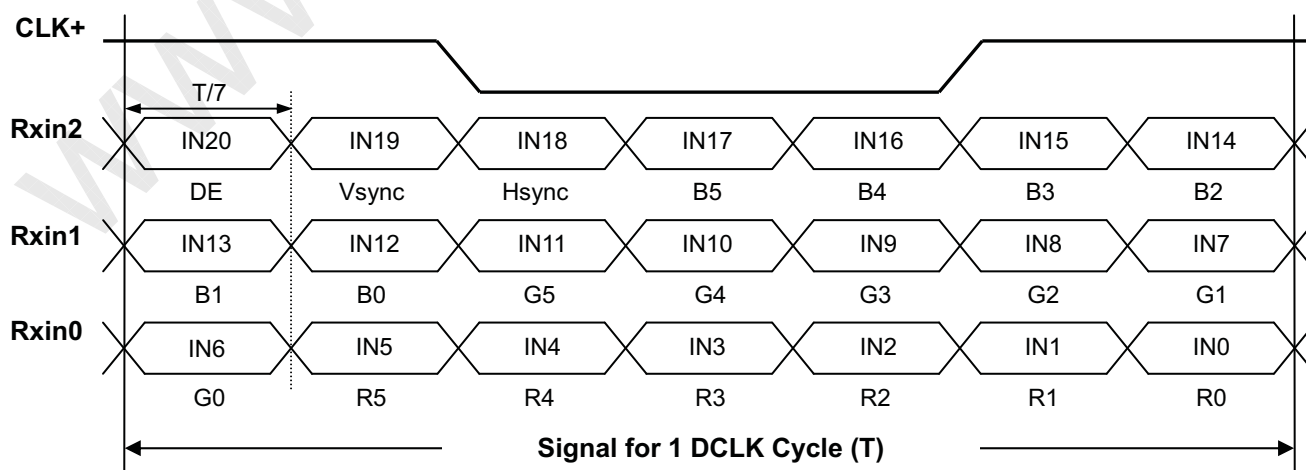 CLK+
T/7
Rxin2 IN20 IN19 IN18 IN17 IN16 IN15 IN14
DE Vsync Hsync B5 B4 B3 B2
Rxin1 IN13 IN12 IN11 IN10 IN9 IN8 IN7
B1 B0 G5 G4 G3 G2 G1
Rxin0 IN6 IN5 IN4 IN3 IN2 IN1 IN0
G0 R5 R4 R3 R2 R1 R0
Signal for 1 DCLK Cycle (T)